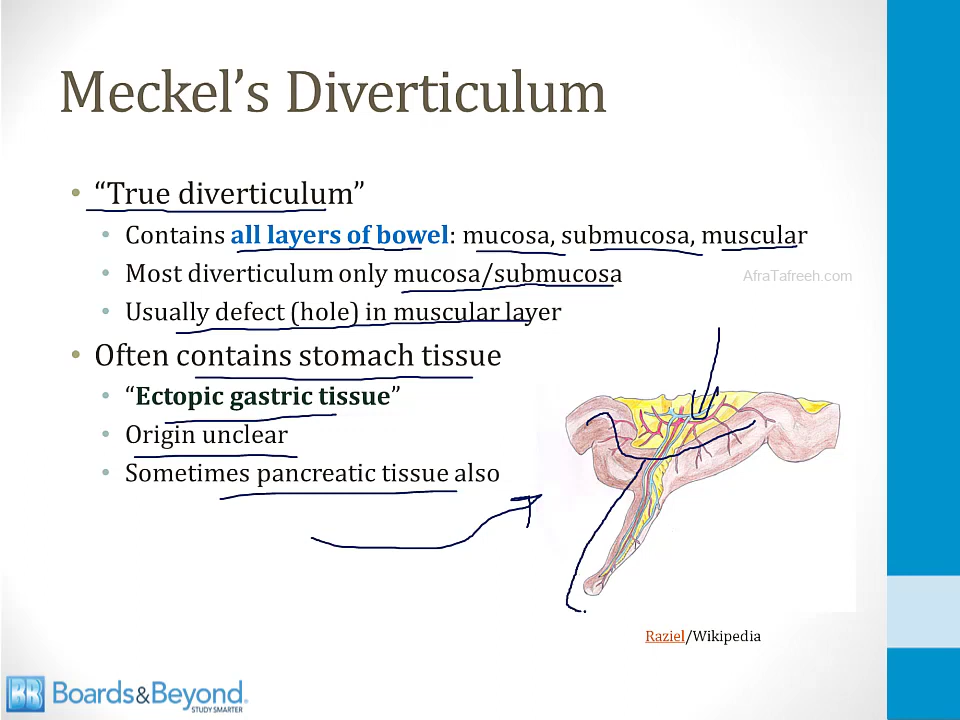 Meckel’s Diverticulum
• “True diverticulum”
• Contains all layers of bowel: mucosa, submucosa, muscular
• Most diverticulum only mucosa/submucosa
• Usually defect (hole) in muscular layer
• Often contains stomach tissue
• “Ectopic gastric tissue”
• Origin unclear
• Sometimes pancreatic tissue also
AfraTafreeh.com
Raziel/Wikipedia
BB Boards&Beyond.
STUDY SMARTER